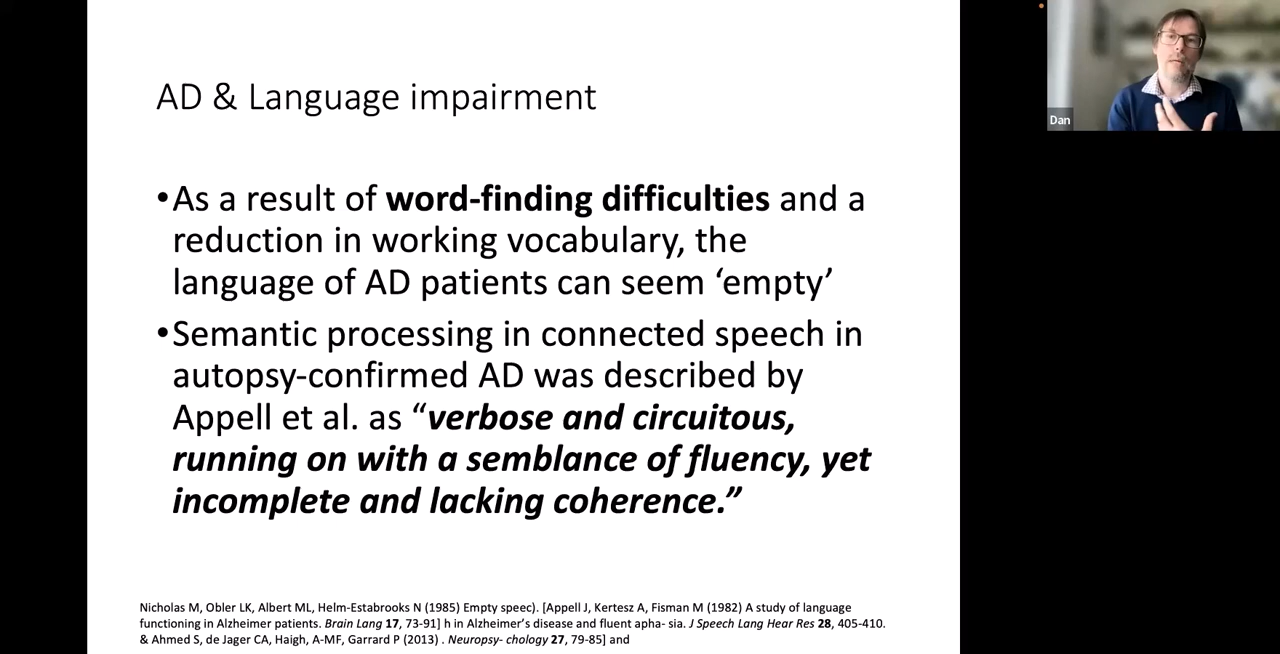 AD & Language impairment
•As a result of word-finding difficulties and a
reduction in working vocabulary, the
language of AD patients can seem ‘empty’
•Semantic processing in connected speech in
autopsy-confirmed AD was described by
Appell et al. as “verbose and circuitous,
running on with a semblance of fluency, yet
incomplete and lacking coherence.”
Nicholas M, Obler LK, Albert ML, Helm-Estabrooks N (1985) Empty speec). [Appell J, Kertesz A, Fisman M (1982) A study of language
functioning in Alzheimer patients. Brain Lang 17, 73-91] h in Alzheimer’s disease and fluent apha- sia. J Speech Lang Hear Res 28, 405-410.
& Ahmed S, de Jager CA, Haigh, A-MF, Garrard P (2013) . Neuropsy- chology 27, 79-85] and
Dan